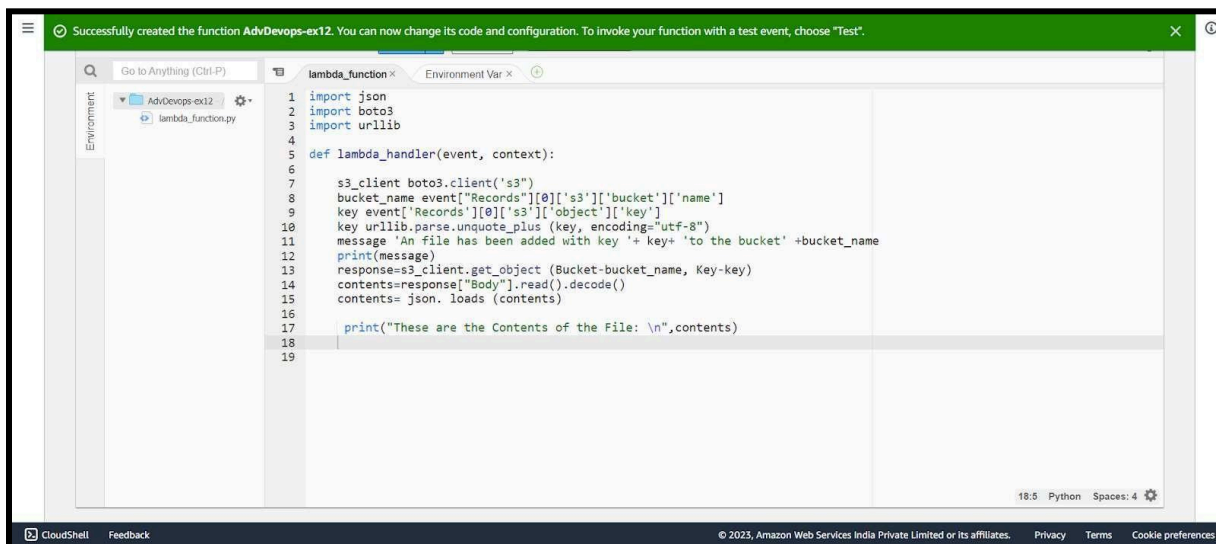 Successfully created the function AdvDevops-ex12. You can now change its code and configuration. To invoke your function with a test event, choose "Test".
Go to Anything (Ctrl-P)
lambda_function × Environment Var ×
Environment
AdvDevops-ex12 /
lambda_function.py
1 import json
2 import boto3
3 import urllib
4
5 def lambda_handler(event, context):
6
7     s3_client boto3.client('s3")
8     bucket_name event["Records"][0]['s3']['bucket']['name']
9     key event['Records'][0]['s3']['object']['key']
10     key urllib.parse.unquote_plus (key, encoding="utf-8")
11     message 'An file has been added with key '+ key+ 'to the bucket' +bucket_name
12     print(message)
13     response=s3_client.get_object (Bucket-bucket_name, Key-key)
14     contents=response["Body"].read().decode()
15     contents= json. loads (contents)
16
17      print("These are the Contents of the File: \n",contents)
18
19
18:5 Python Spaces: 4
CloudShell Feedback © 2023, Amazon Web Services India Private Limited or its affiliates. Privacy Terms Cookie preferences